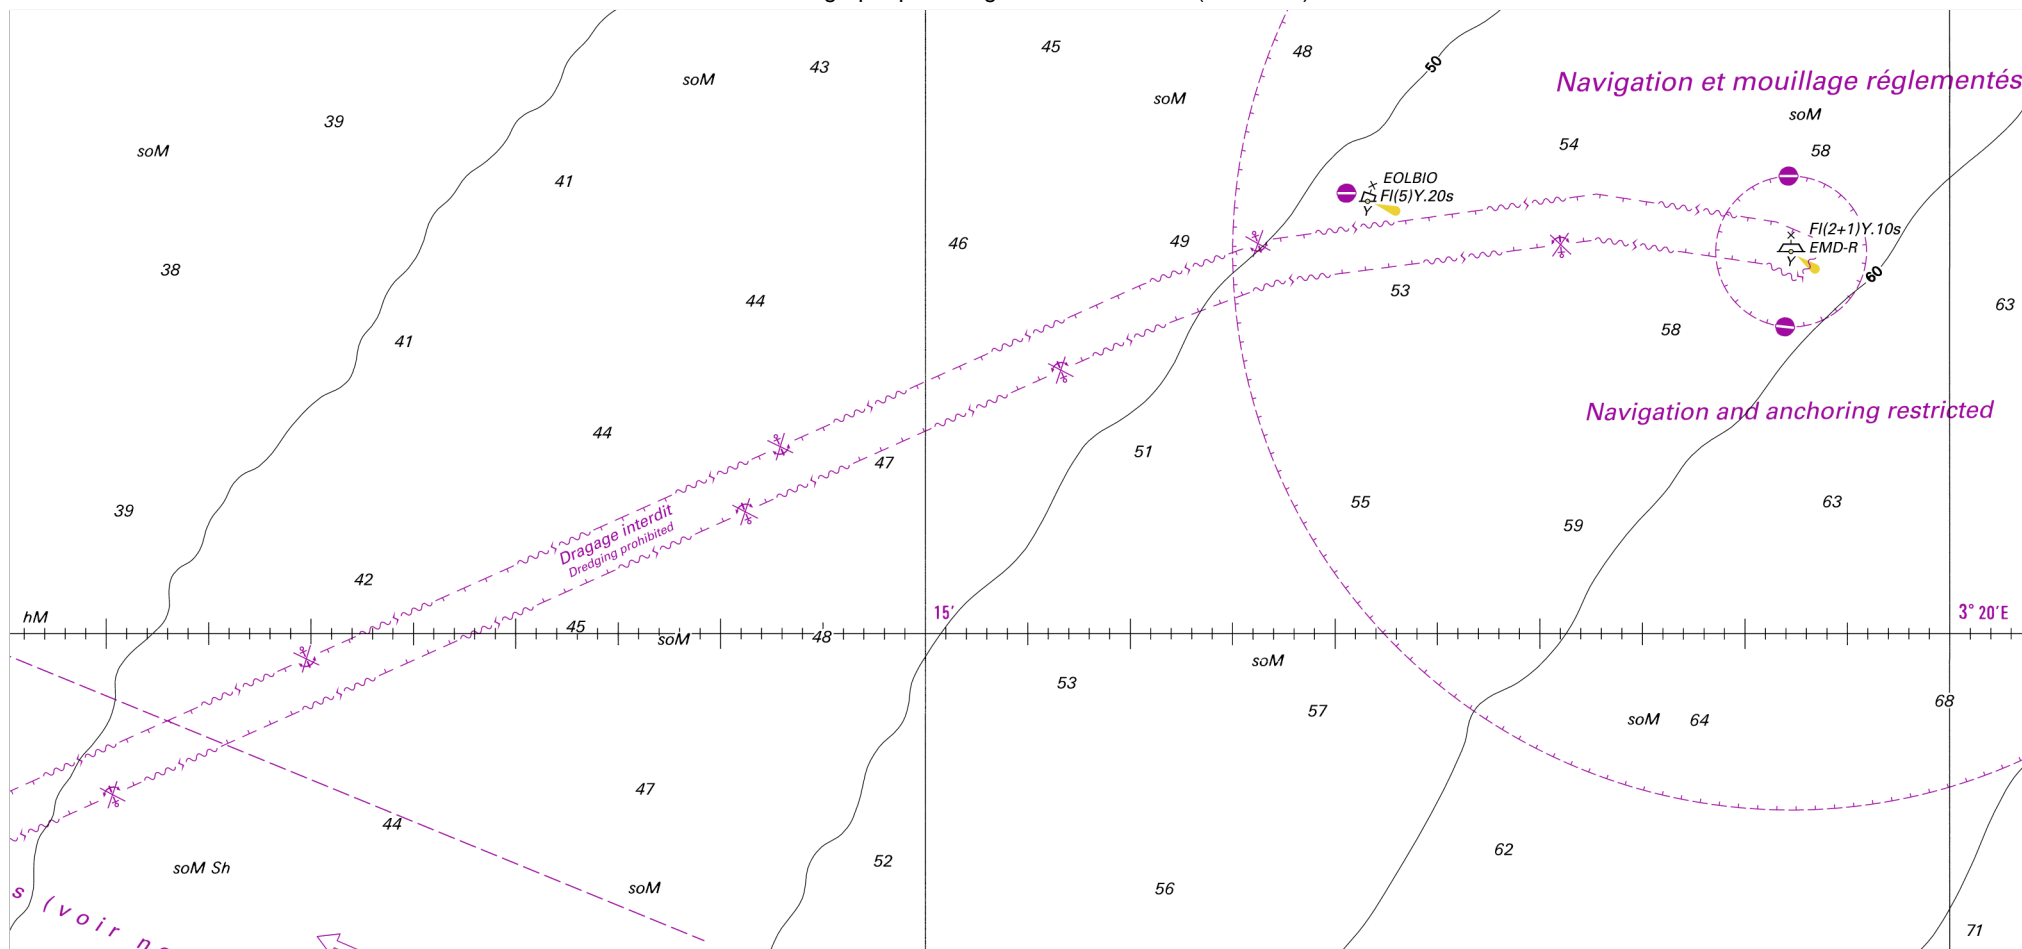 45
48
50
43
soM
Navigation et mouillage réglementés
soM
soM
39
54
58
soM
41
EOLBIO
Fl(5)Y.20s
Y
46
49
Fl(2+1)Y.10s
EMD-R
Y
38
60
53
44
63
58
41
Navigation and anchoring restricted
44
51
47
55
63
39
Dragage interdit
Dredging prohibited
59
42
hM
15'
3° 20'E
45
soM
48
soM
53
68
57
soM
64
47
44
62
52
soM Sh
soM
56
s (voir
71